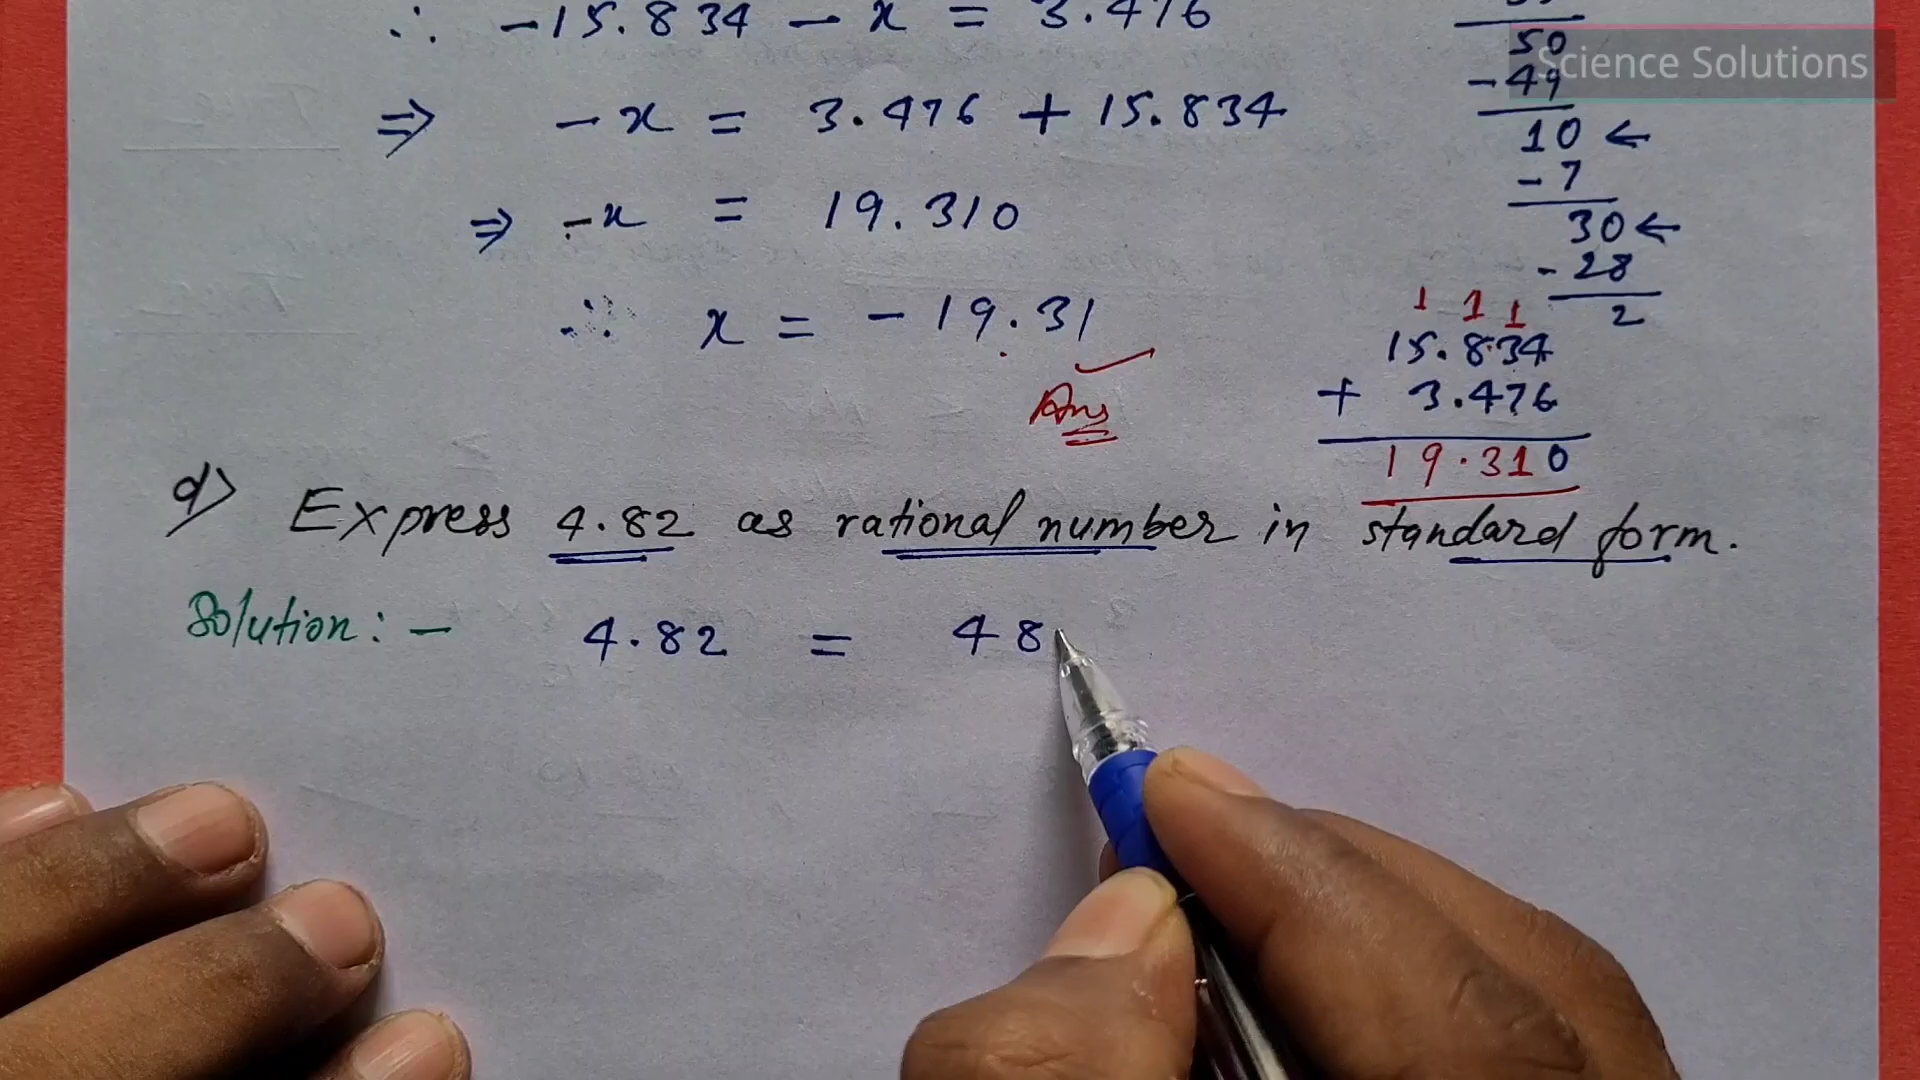 ∴ -15.834 - x = 3.476
⇒ -x = 3.476 + 15.834
⇒ -x = 19.310
∴ x = -19.31
Ans
50
-49
10 ←
-7
30 ←
-28
2
1 1 1
15.834
+ 3.476
19.310
Science Solutions
d> Express 4.82 as rational number in standard form.
Solution:- 4.82 = 48